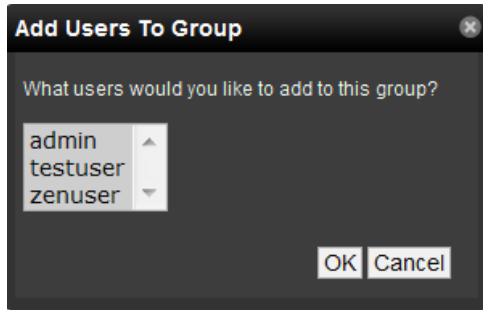 Add Users To Group
What users would you like to add to this group?
admin
testuser
zenuser
OK Cancel